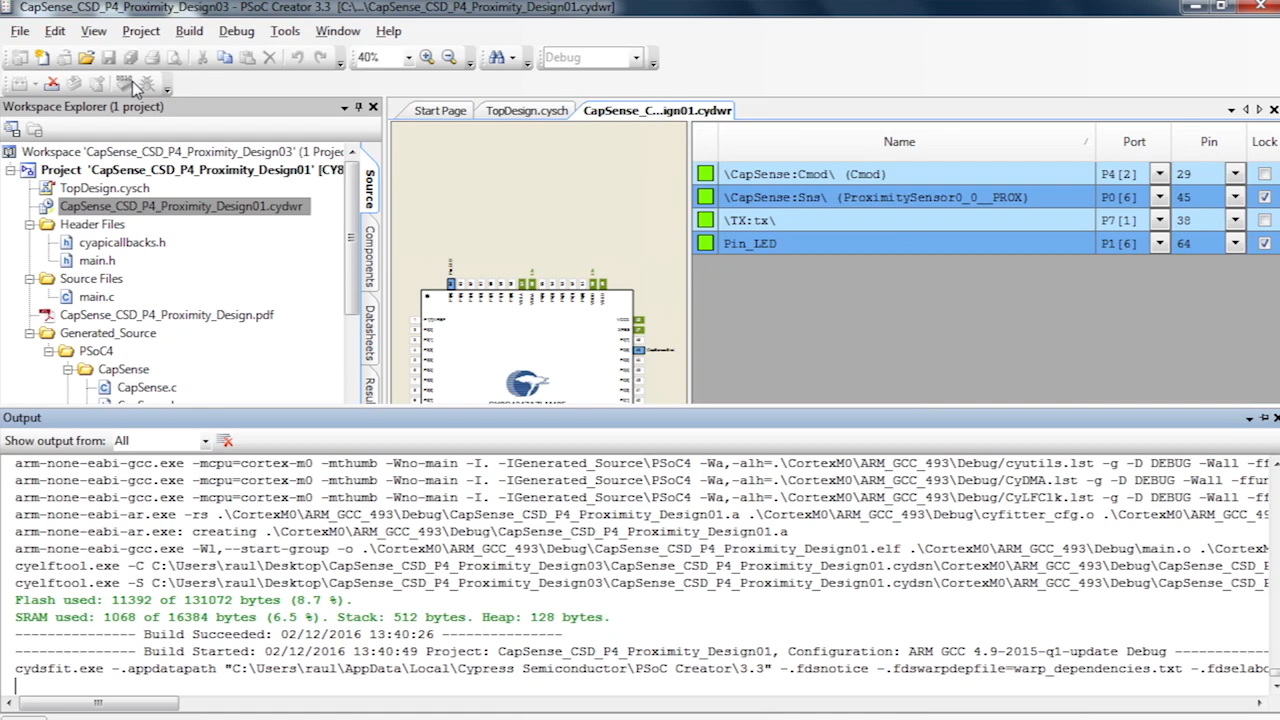 CapSense_CSD_P4_Proximity_Design03 - PSoC Creator 3.3 [C:\...\CapSense_CSD_P4_Proximity_Design01.cydwr]
File Edit View Project Build Debug Tools Window Help
40% Debug
Workspace Explorer (1 project)
Start Page TopDesign.cysch CapSense_C...ign01.cydwr
Name Port Pin Lock
Workspace 'CapSense_CSD_P4_Proximity_Design03' (1 Projec
Project 'CapSense_CSD_P4_Proximity_Design01' [CY8
TopDesign.cysch
CapSense_CSD_P4_Proximity_Design01.cydwr
Header Files
cyapicallbacks.h
main.h
Source Files
main.c
CapSense_CSD_P4_Proximity_Design.pdf
Generated_Source
PSoC4
CapSense
CapSense.c
Source
Components
Datasheets
Resul
\CapSense:Cmod\ (Cmod) P4[2] 29
\CapSense:Sns\ (ProximitySensor0_0__PROX) P0[6] 45
\TX:tx\ P7[1] 38
Pin_LED P1[6] 64
Output
Show output from: All
arm-none-eabi-gcc.exe -mcpu=cortex-m0 -mthumb -Wno-main -I. -IGenerated_Source\PSoC4 -Wa,-alh=.\CortexM0\ARM_GCC_493\Debug/cyutils.lst -g -D DEBUG -Wall -ff
arm-none-eabi-gcc.exe -mcpu=cortex-m0 -mthumb -Wno-main -I. -IGenerated_Source\PSoC4 -Wa,-alh=.\CortexM0\ARM_GCC_493\Debug/CyDMA.lst -g -D DEBUG -Wall -ffun
arm-none-eabi-gcc.exe -mcpu=cortex-m0 -mthumb -Wno-main -I. -IGenerated_Source\PSoC4 -Wa,-alh=.\CortexM0\ARM_GCC_493\Debug/CyLFClk.lst -g -D DEBUG -Wall -ff
arm-none-eabi-ar.exe -rs .\CortexM0\ARM_GCC_493\Debug\CapSense_CSD_P4_Proximity_Design01.a .\CortexM0\ARM_GCC_493\Debug\cyfitter_cfg.o .\CortexM0\ARM_GCC_49
arm-none-eabi-ar.exe: creating .\CortexM0\ARM_GCC_493\Debug\CapSense_CSD_P4_Proximity_Design01.a
arm-none-eabi-gcc.exe -Wl,--start-group -o .\CortexM0\ARM_GCC_493\Debug\CapSense_CSD_P4_Proximity_Design01.elf .\CortexM0\ARM_GCC_493\Debug\main.o .\CortexM
cyelftool.exe -C C:\Users\raul\Desktop\CapSense_CSD_P4_Proximity_Design03\CapSense_CSD_P4_Proximity_Design01.cydsn\CortexM0\ARM_GCC_493\Debug\CapSense_CSD_P
cyelftool.exe -S C:\Users\raul\Desktop\CapSense_CSD_P4_Proximity_Design03\CapSense_CSD_P4_Proximity_Design01.cydsn\CortexM0\ARM_GCC_493\Debug\CapSense_CSD_P
Flash used: 11392 of 131072 bytes (8.7 %).
SRAM used: 1068 of 16384 bytes (6.5 %). Stack: 512 bytes. Heap: 128 bytes.
--------------- Build Succeeded: 02/12/2016 13:40:26 ---------------
--------------- Build Started: 02/12/2016 13:40:49 Project: CapSense_CSD_P4_Proximity_Design01, Configuration: ARM GCC 4.9-2015-q1-update Debug ------------
cydsfit.exe -.appdatapath "C:\Users\raul\AppData\Local\Cypress Semiconductor\PSoC Creator\3.3" -.fdsnotice -.fdswarpdepfile=warp_dependencies.txt -.fdselabc